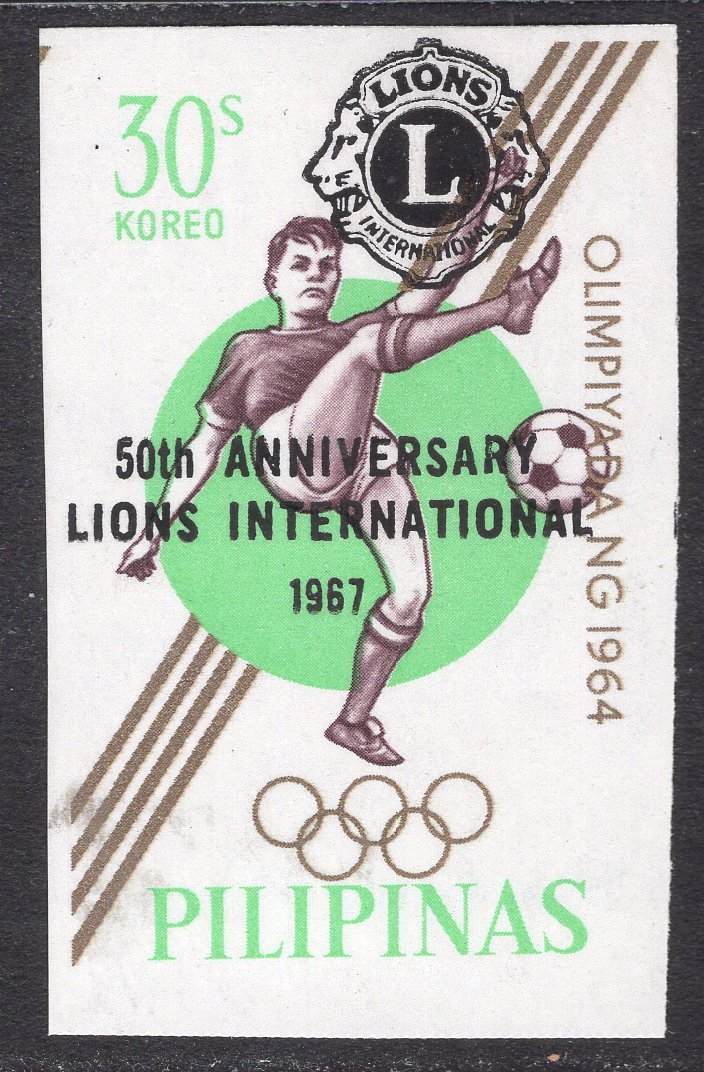 30s
KOREO
LIONS
L
INTERNATIONAL
OLIMPIYADA NG 1964
50th ANNIVERSARY
LIONS INTERNATIONAL
1967
PILIPINAS